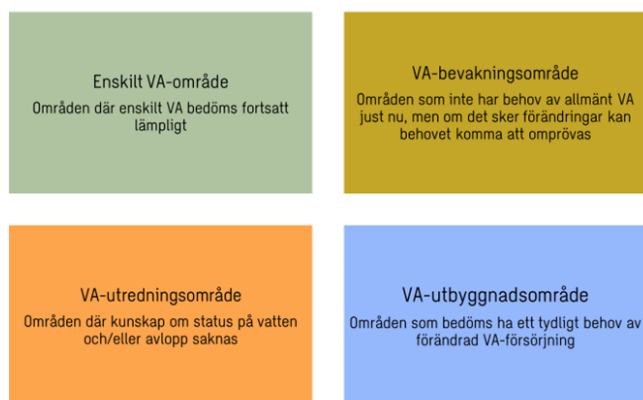 Enskilt VA-område
Områden där enskilt VA bedöms fortsatt
lämpligt
VA-bevakningsområde
Områden som inte har behov av allmänt VA
just nu, men om det sker förändringar kan
behovet komma att omprövas
VA-utredningsområde
Områden där kunskap om status på vatten
och/eller avlopp saknas
VA-utbyggnadsområde
Områden som bedöms ha ett tydligt behov av
förändrad VA-försörjning